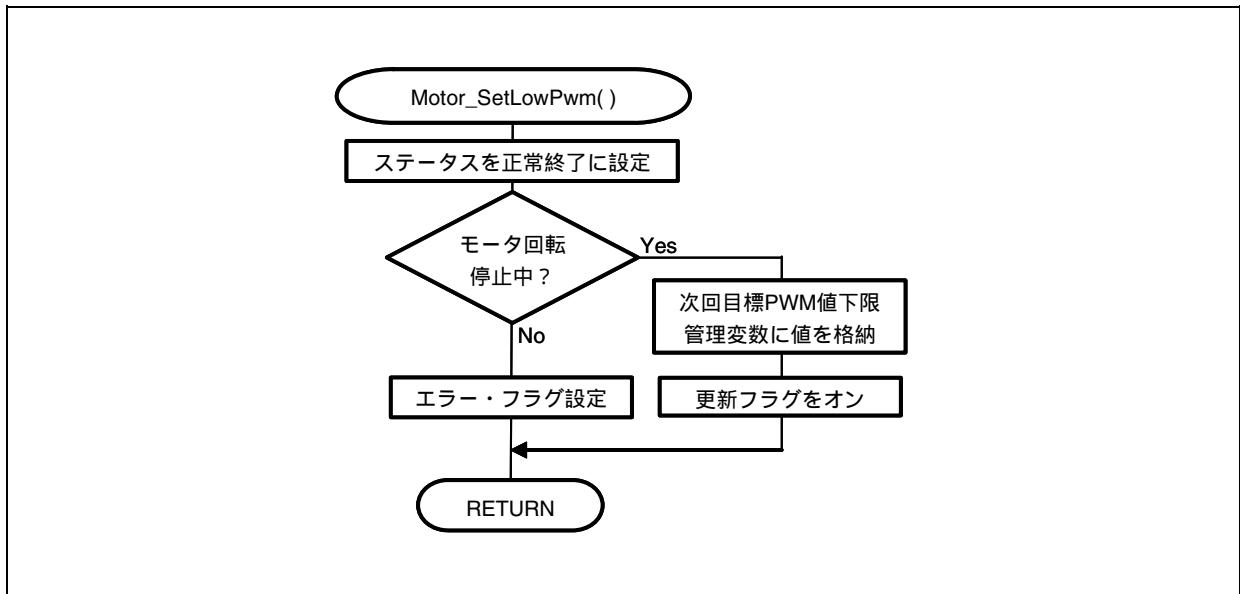 Motor_SetLowPwm( )
ステータスを正常終了に設定
モータ回転
停止中？
Yes
次回目標PWM値下限
管理変数に値を格納
No
エラー・フラグ設定
更新フラグをオン
RETURN